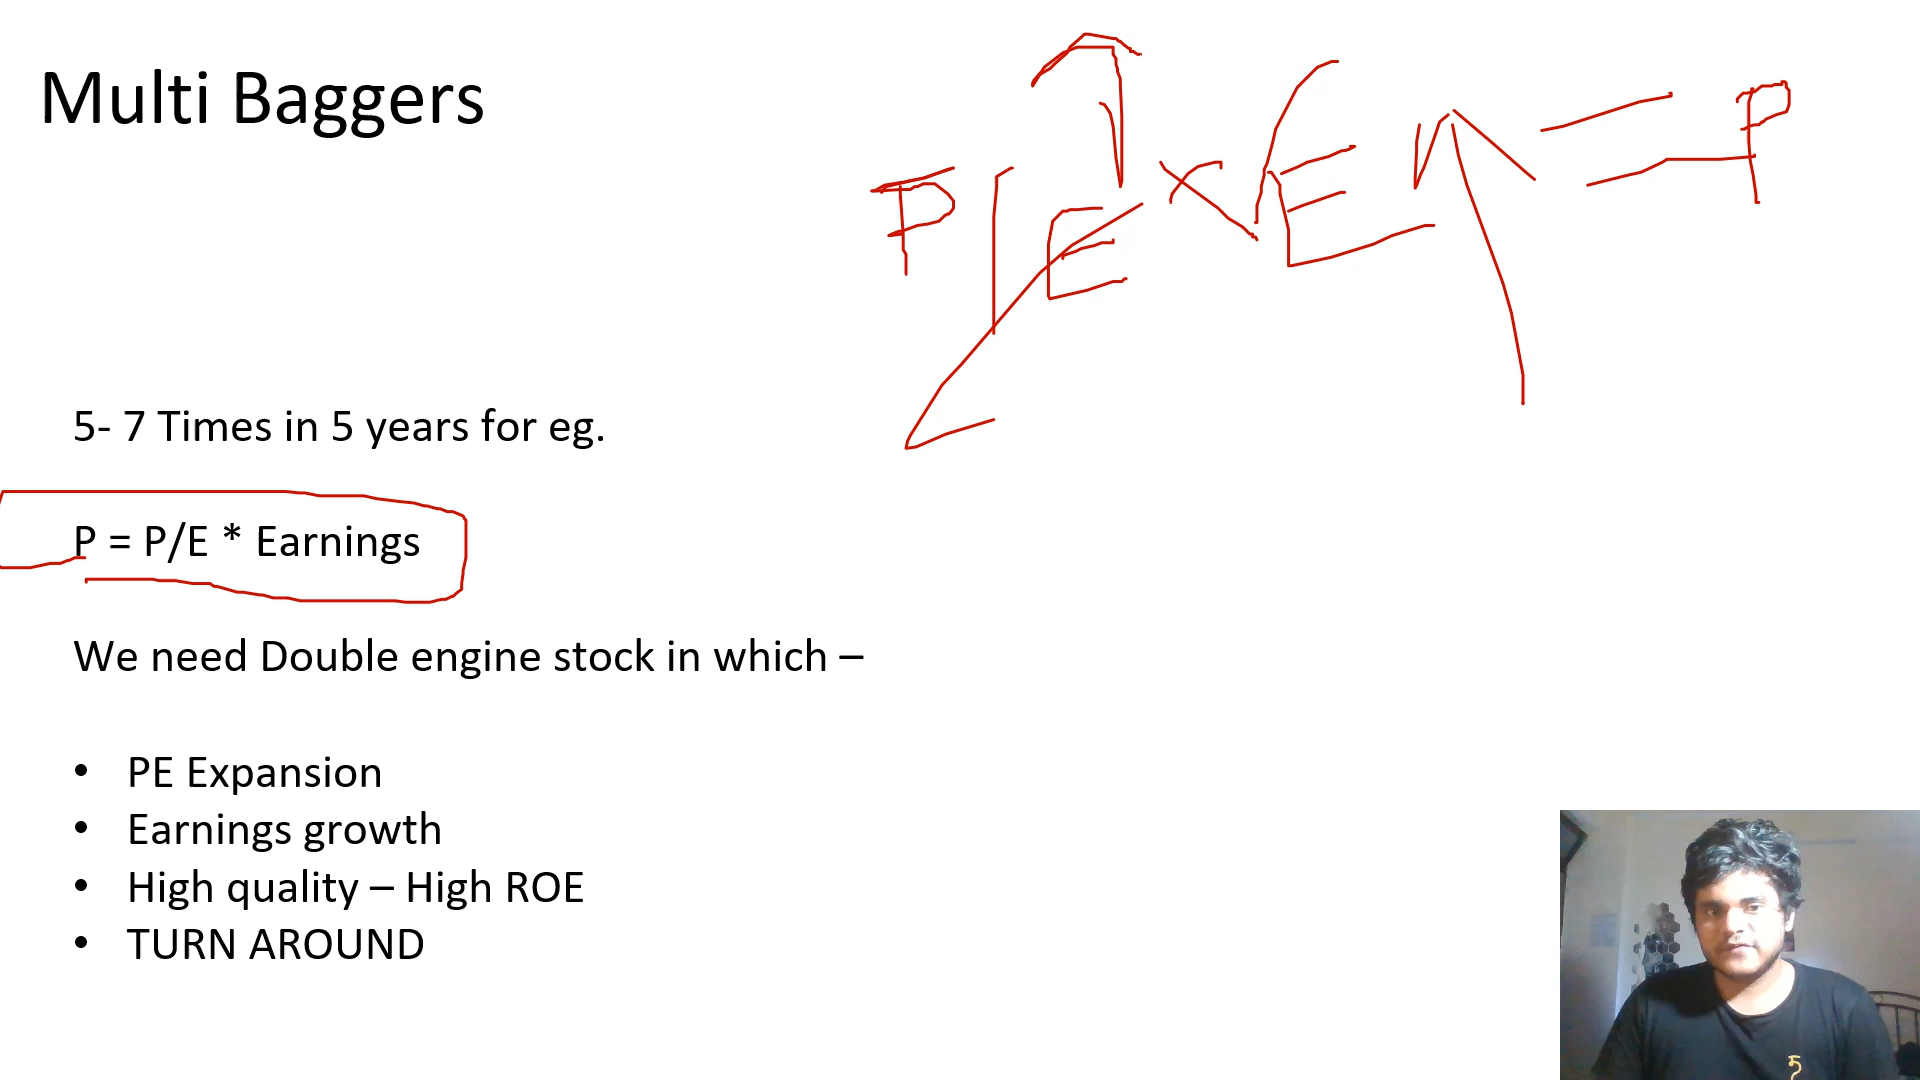 Multi Baggers
P/E × E = P
5- 7 Times in 5 years for eg.
P = P/E * Earnings
We need Double engine stock in which –
• PE Expansion
• Earnings growth
• High quality – High ROE
• TURN AROUND